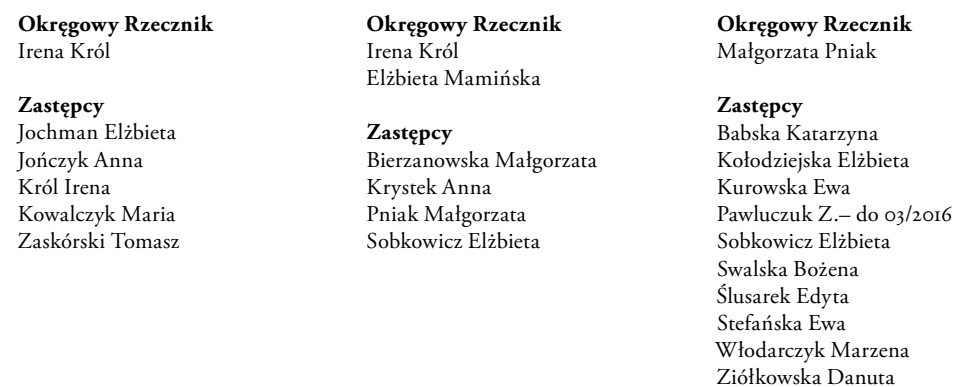 Okręgowy Rzecznik
Irena Król
Zastępcy
Jochman Elżbieta
Jończyk Anna
Król Irena
Kowalczyk Maria
Zaskórski Tomasz
Okręgowy Rzecznik
Irena Król
Elżbieta Mamińska
Zastępcy
Bierzanowska Małgorzata
Krystek Anna
Pniak Małgorzata
Sobkowicz Elżbieta
Okręgowy Rzecznik
Małgorzata Pniak
Zastępcy
Babska Katarzyna
Kołodziejska Elżbieta
Kurowska Ewa
Pawluczuk Z.– do 03/2016
Sobkowicz Elżbieta
Swalska Bożena
Ślusarek Edyta
Stefańska Ewa
Włodarczyk Marzena
Ziółkowska Danuta